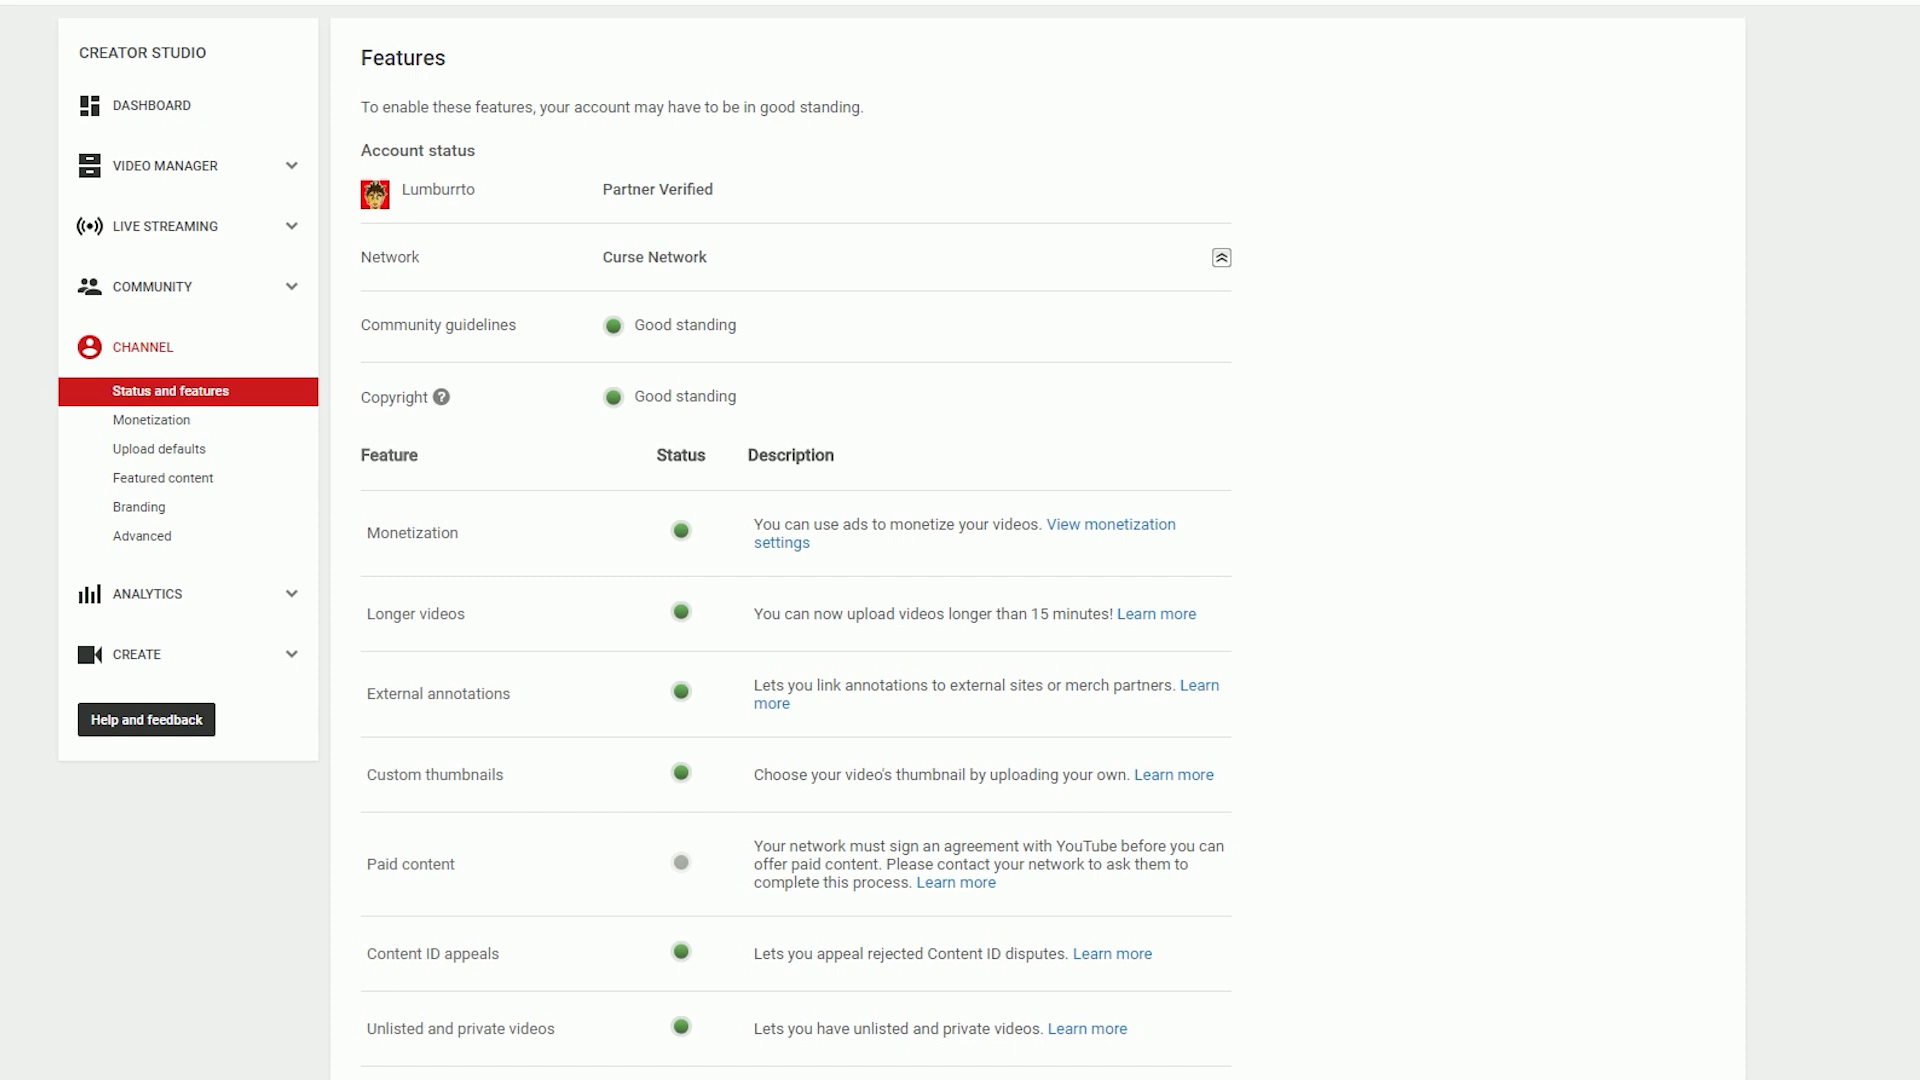 CREATOR STUDIO
DASHBOARD
VIDEO MANAGER
LIVE STREAMING
COMMUNITY
CHANNEL
Status and features
Monetization
Upload defaults
Featured content
Branding
Advanced
ANALYTICS
CREATE
Help and feedback
Features
To enable these features, your account may have to be in good standing.
Account status
Lumburrto Partner Verified
Network Curse Network
Community guidelines Good standing
Copyright ? Good standing
Feature Status Description
Monetization You can use ads to monetize your videos. View monetization
settings
Longer videos You can now upload videos longer than 15 minutes! Learn more
External annotations Lets you link annotations to external sites or merch partners. Learn
more
Custom thumbnails Choose your video's thumbnail by uploading your own. Learn more
Paid content Your network must sign an agreement with YouTube before you can
offer paid content. Please contact your network to ask them to
complete this process. Learn more
Content ID appeals Lets you appeal rejected Content ID disputes. Learn more
Unlisted and private videos Lets you have unlisted and private videos. Learn more